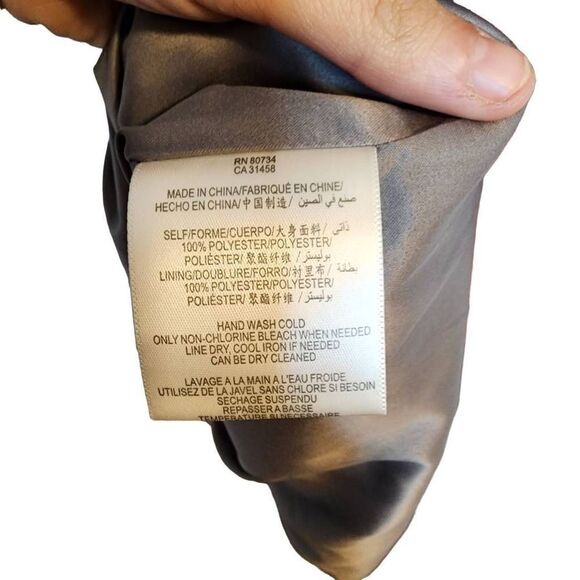 RN 80734
CA 31458
MADE IN CHINA/FABRIQUÉ EN CHINE/
HECHO EN CHINA/中国制造/ صنع في الصين
SELF/FORME/CUERPO/大身面料/ ذاتي
100% POLYESTER/POLYESTER/
POLIÉSTER/聚酯纤维/ بوليستر
LINING/DOUBLURE/FORRO/衬里布/ بطانة
100% POLYESTER/POLYESTER/
POLIÉSTER/聚酯纤维/ بوليستر
HAND WASH COLD
ONLY NON-CHLORINE BLEACH WHEN NEEDED
LINE DRY, COOL IRON IF NEEDED
CAN BE DRY CLEANED
LAVAGE A LA MAIN A L'EAU FROIDE
UTILISEZ DE LA JAVEL SANS CHLORE SI BESOIN
SECHAGE SUSPENDU
REPASSER A BASSE
TEMPERATURE SI NECESSAIRE